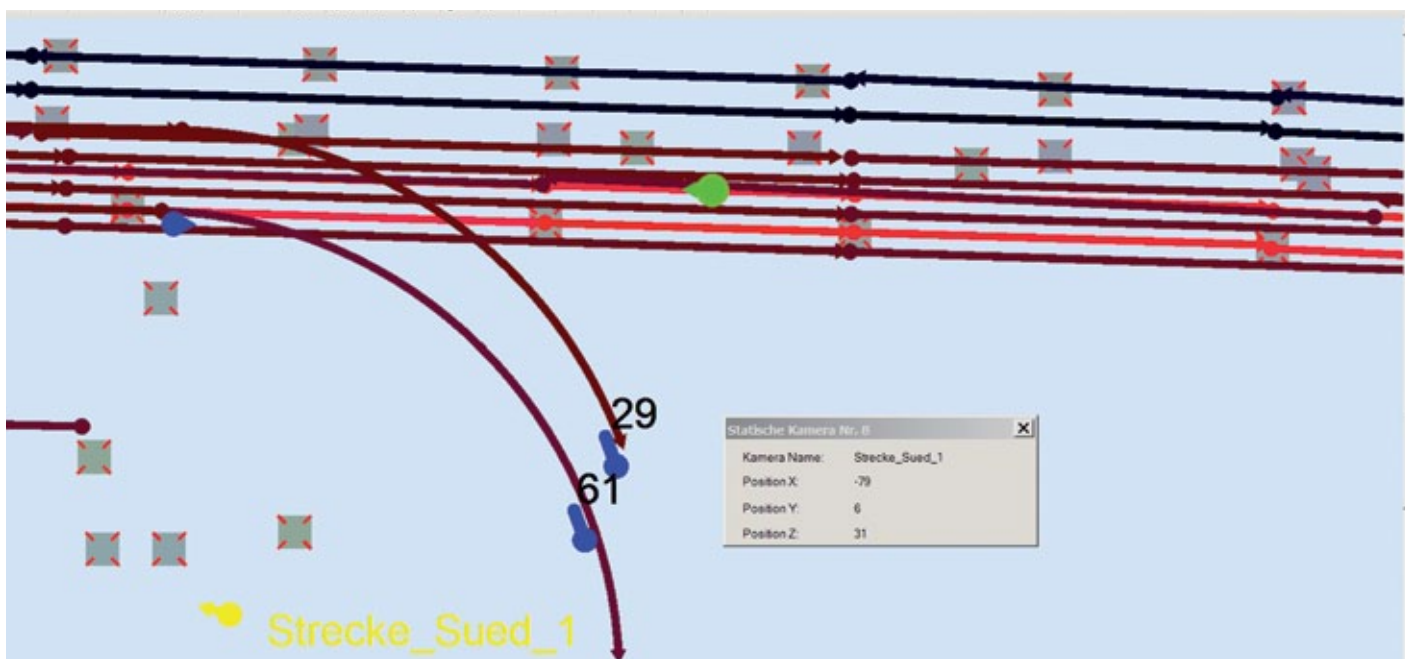 29
61
Statische Kamera Nr. 8
Kamera Name: Strecke_Sued_1
Position X: -79
Position Y: 6
Position Z: 31
Strecke_Sued_1